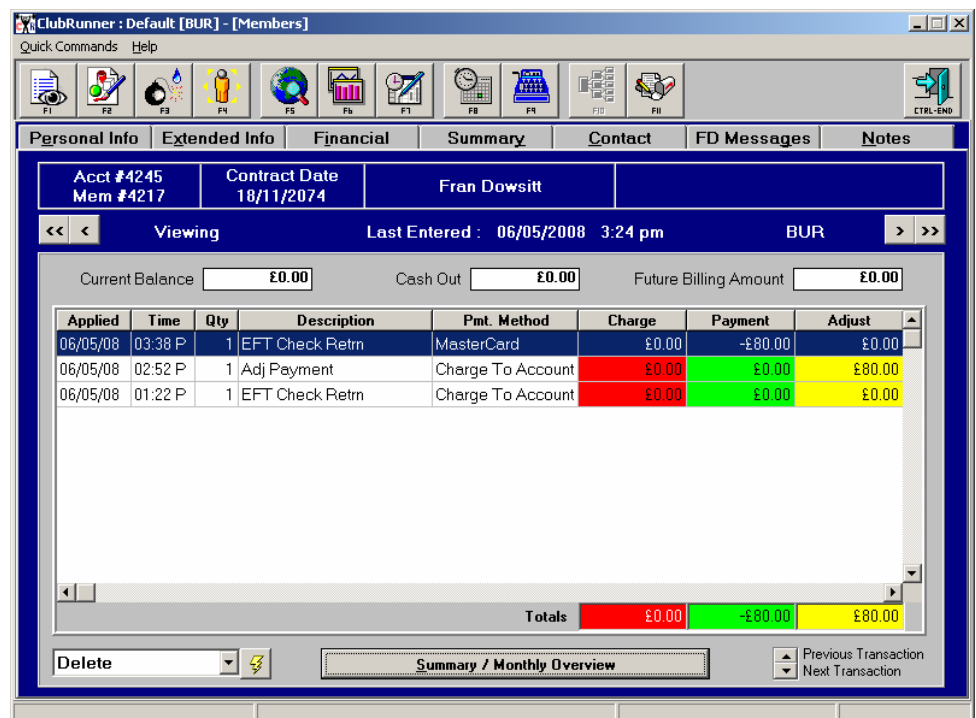 ClubRunner : Default [BUR] - [Members]
Quick Commands Help
F1 F2 F3 F4 F5 F6 F7 F8 F9 F10 F11 CTRL-END
Personal Info Extended Info Financial Summary Contact FD Messages Notes
Acct #4245 Contract Date Fran Dowsitt
Mem #4217 18/11/2074
<< < Viewing Last Entered : 06/05/2008 3:24 pm BUR > >>
Current Balance £0.00 Cash Out £0.00 Future Billing Amount £0.00
Applied Time Qty Description Pmt. Method Charge Payment Adjust
06/05/08 03:38 P 1 EFT Check Retrn MasterCard £0.00 -£80.00 £0.00
06/05/08 02:52 P 1 Adj Payment Charge To Account £0.00 £0.00 £80.00
06/05/08 01:22 P 1 EFT Check Retrn Charge To Account £0.00 £0.00 £0.00
Totals £0.00 -£80.00 £80.00
Delete Summary / Monthly Overview Previous Transaction
Next Transaction